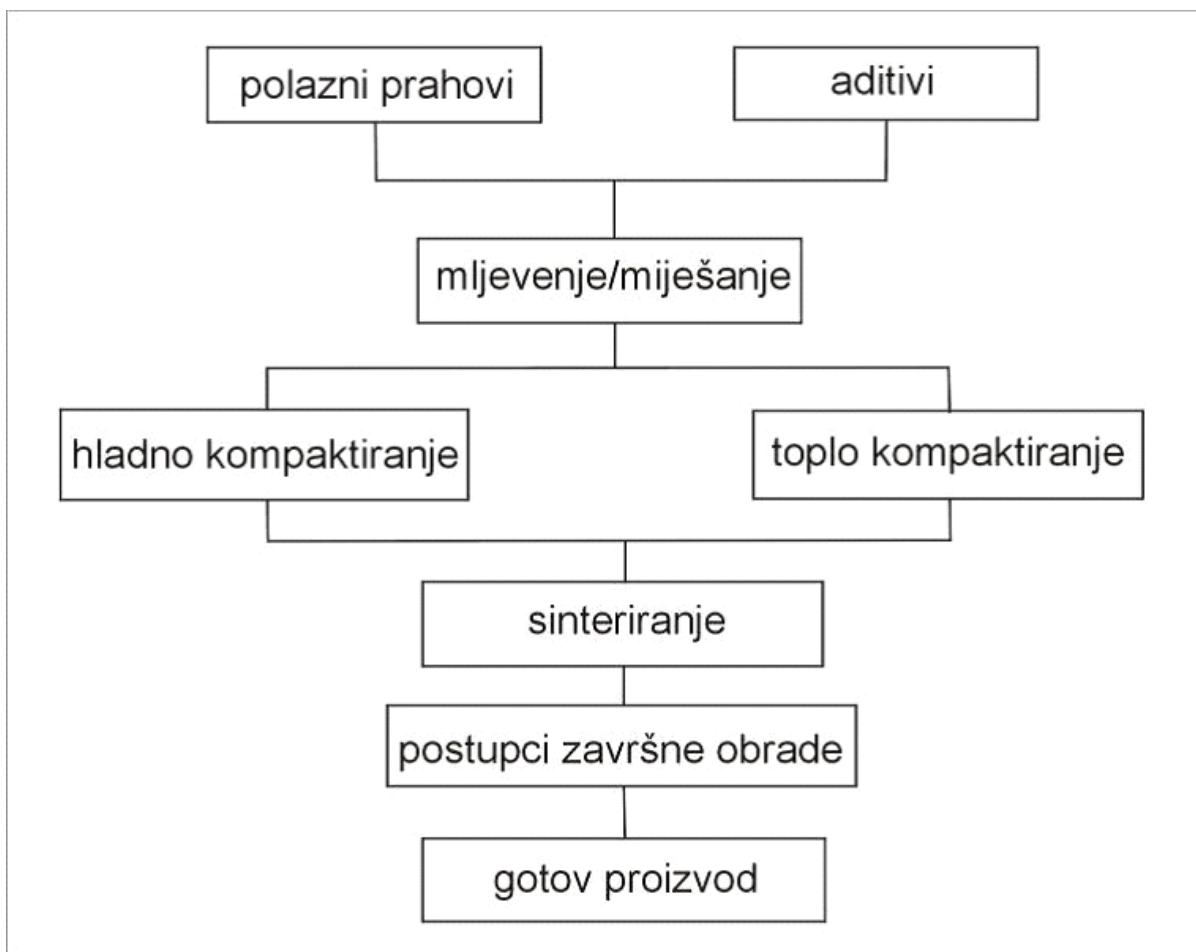 polazni prahovi
aditivi
mljevenje/miješanje
hladno kompaktiranje
toplo kompaktiranje
sinteriranje
postupci završne obrade
gotov proizvod